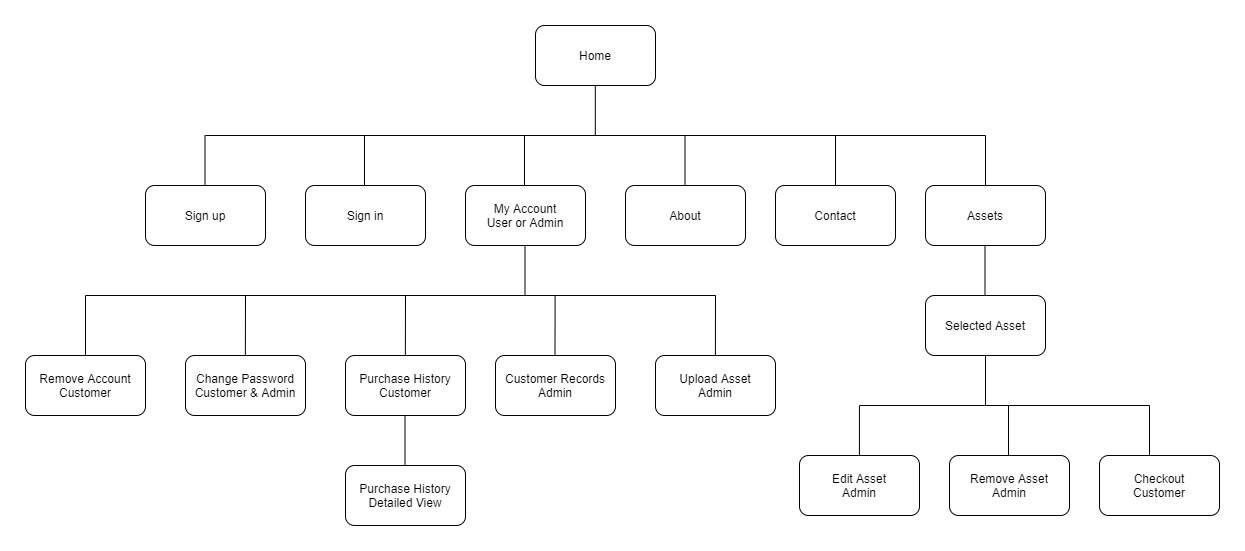 Home
Sign up
Sign in
My Account
User or Admin
About
Contact
Assets
Selected Asset
Remove Account
Customer
Change Password
Customer & Admin
Purchase History
Customer
Customer Records
Admin
Upload Asset
Admin
Purchase History
Detailed View
Edit Asset
Admin
Remove Asset
Admin
Checkout
Customer